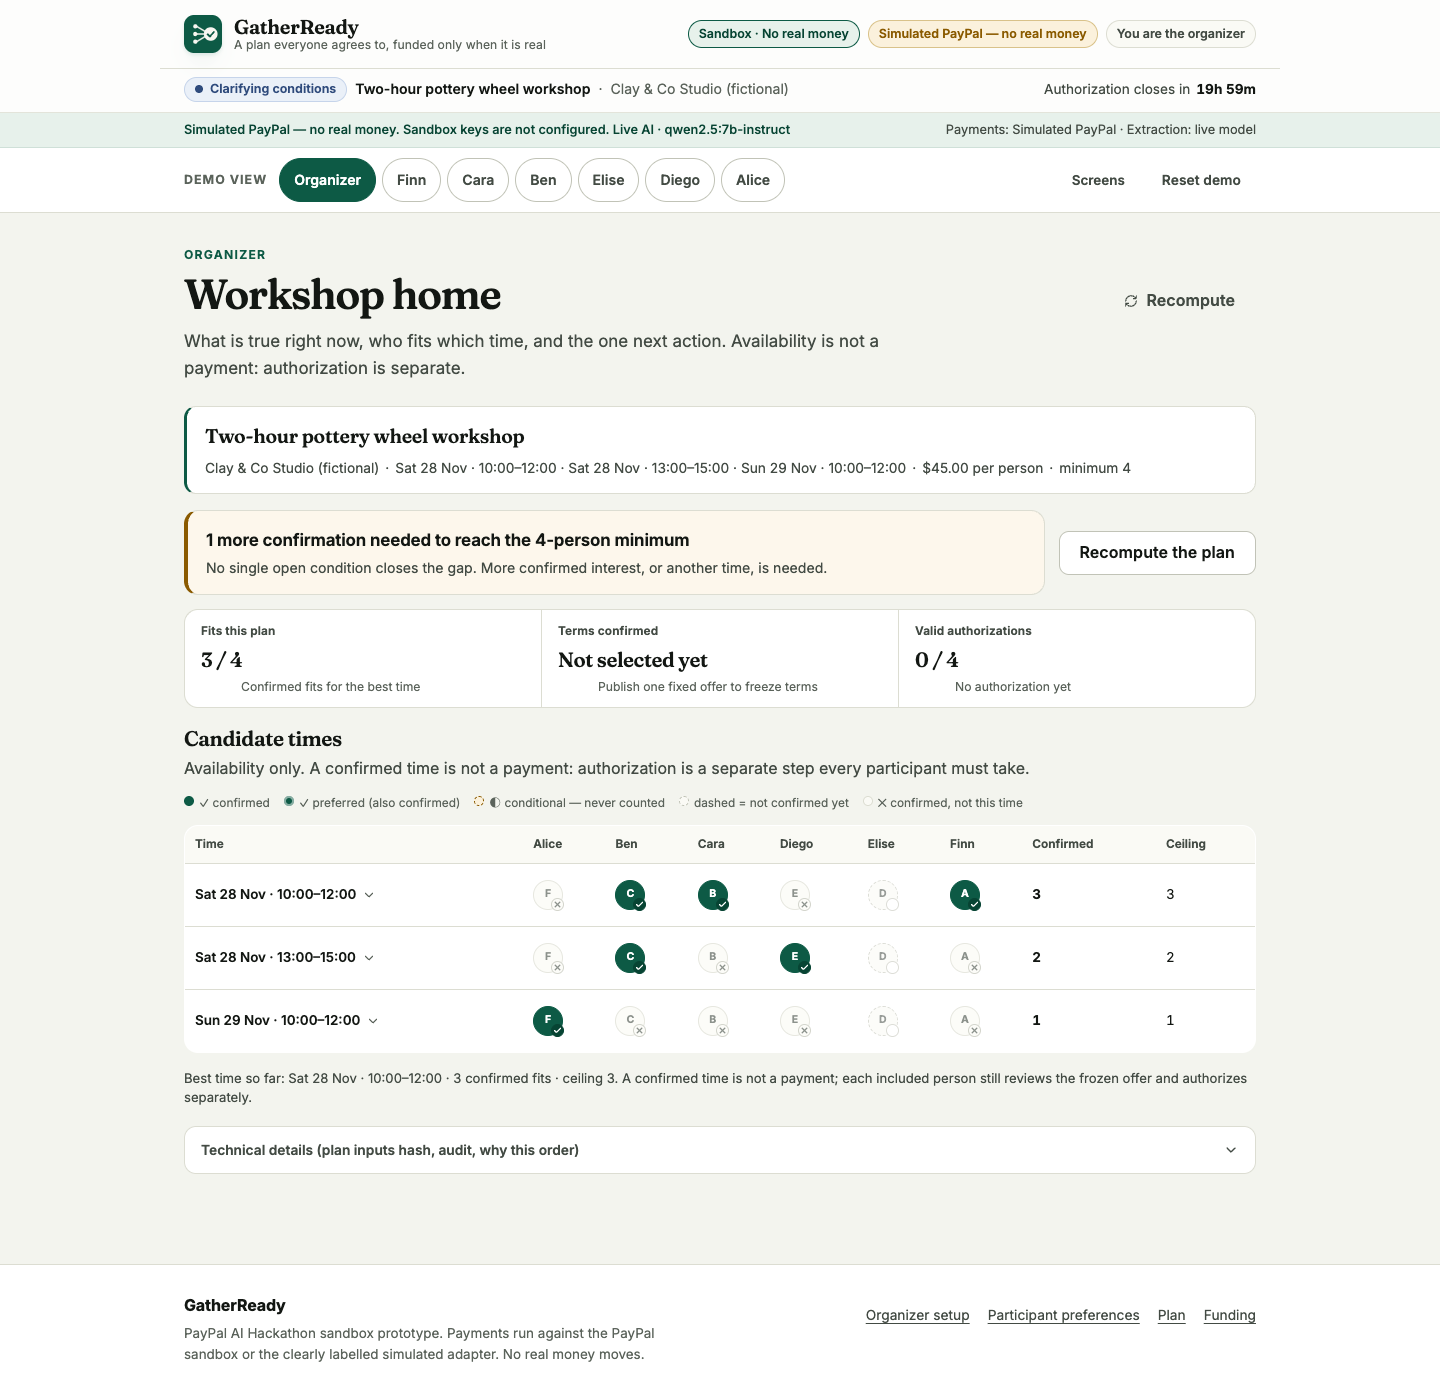 GatherReady
A plan everyone agrees to, funded only when it is real
Sandbox · No real money
Simulated PayPal — no real money
You are the organizer
Clarifying conditions
Two-hour pottery wheel workshop · Clay & Co Studio (fictional)
Authorization closes in 19h 59m
Simulated PayPal — no real money. Sandbox keys are not configured. Live AI · qwen2.5:7b-instruct
Payments: Simulated PayPal · Extraction: live model
DEMO VIEW
Organizer
Finn
Cara
Ben
Elise
Diego
Alice
Screens
Reset demo
ORGANIZER
Workshop home
Recompute
What is true right now, who fits which time, and the one next action. Availability is not a
payment: authorization is separate.
Two-hour pottery wheel workshop
Clay & Co Studio (fictional) · Sat 28 Nov · 10:00–12:00 · Sat 28 Nov · 13:00–15:00 · Sun 29 Nov · 10:00–12:00 · $45.00 per person · minimum 4
1 more confirmation needed to reach the 4-person minimum
No single open condition closes the gap. More confirmed interest, or another time, is needed.
Recompute the plan
Fits this plan
3 / 4
Confirmed fits for the best time
Terms confirmed
Not selected yet
Publish one fixed offer to freeze terms
Valid authorizations
0 / 4
No authorization yet
Candidate times
Availability only. A confirmed time is not a payment: authorization is a separate step every participant must take.
✓ confirmed ✓ preferred (also confirmed) ◐ conditional — never counted dashed = not confirmed yet ✕ confirmed, not this time
Time Alice Ben Cara Diego Elise Finn Confirmed Ceiling
Sat 28 Nov · 10:00–12:00 F C B E D A 3 3
Sat 28 Nov · 13:00–15:00 F C B E D A 2 2
Sun 29 Nov · 10:00–12:00 F C B E D A 1 1
Best time so far: Sat 28 Nov · 10:00–12:00 · 3 confirmed fits · ceiling 3. A confirmed time is not a payment; each included person still reviews the frozen offer and authorizes
separately.
Technical details (plan inputs hash, audit, why this order)
GatherReady
PayPal AI Hackathon sandbox prototype. Payments run against the PayPal
sandbox or the clearly labelled simulated adapter. No real money moves.
Organizer setup
Participant preferences
Plan
Funding